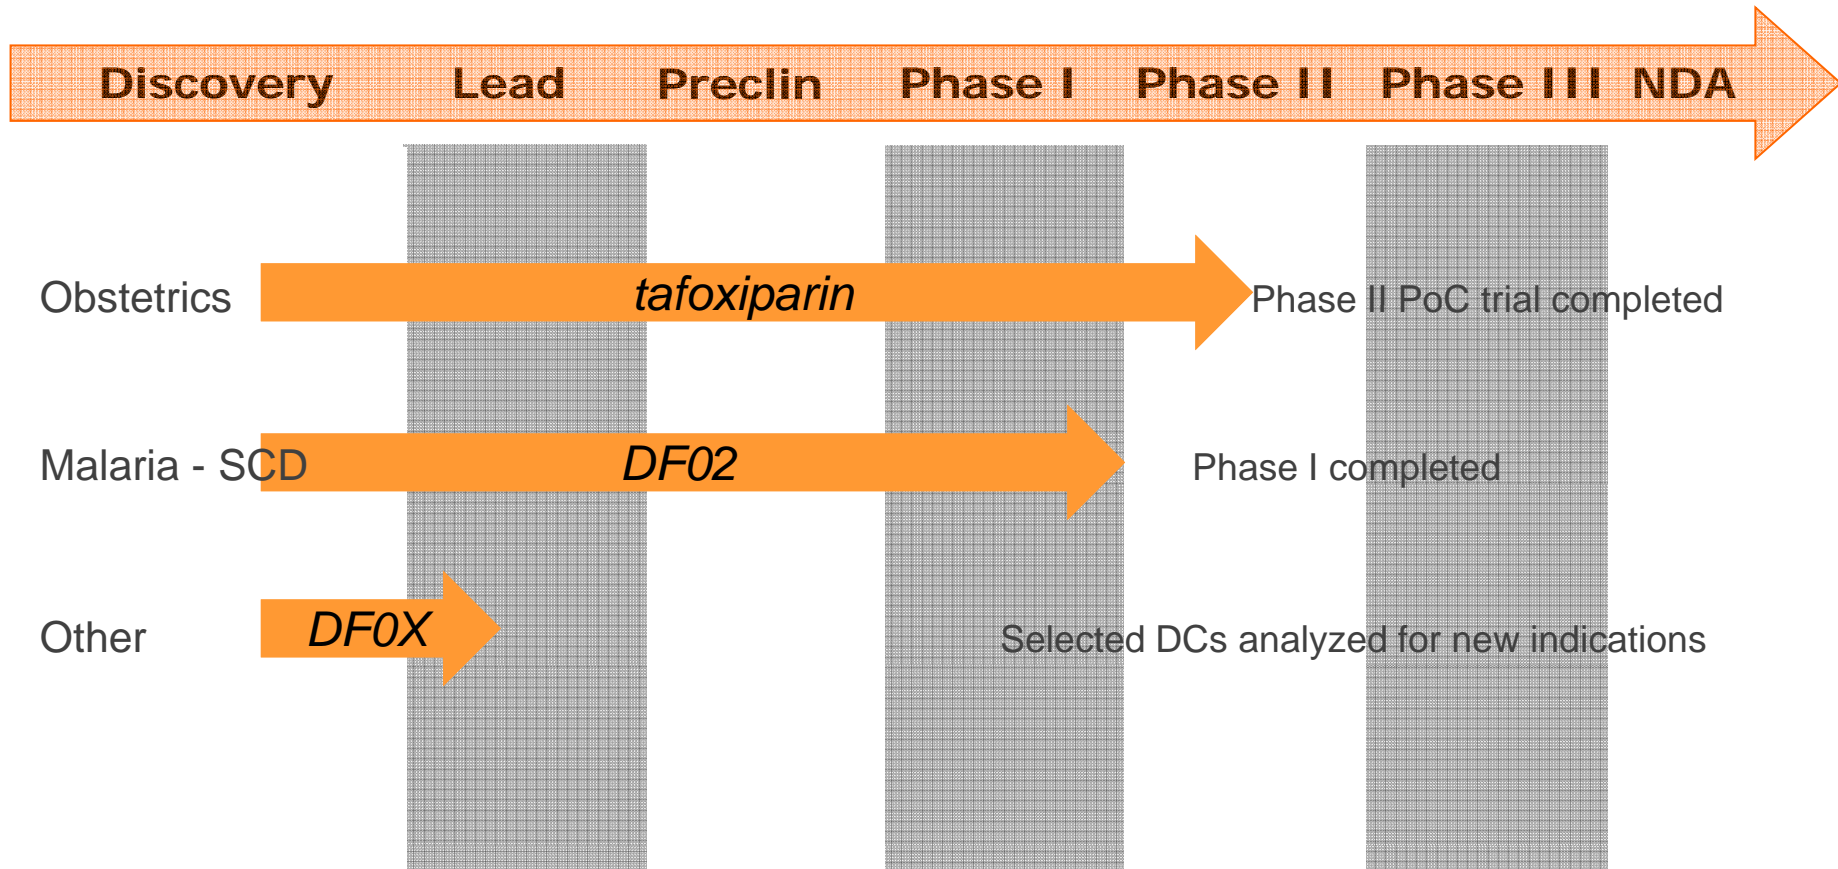 Discovery Lead Preclin Phase I Phase II Phase III NDA
Obstetrics tafoxiparin Phase II PoC trial completed
Malaria - SCD DF02 Phase I completed
Other DF0X Selected DCs analyzed for new indications